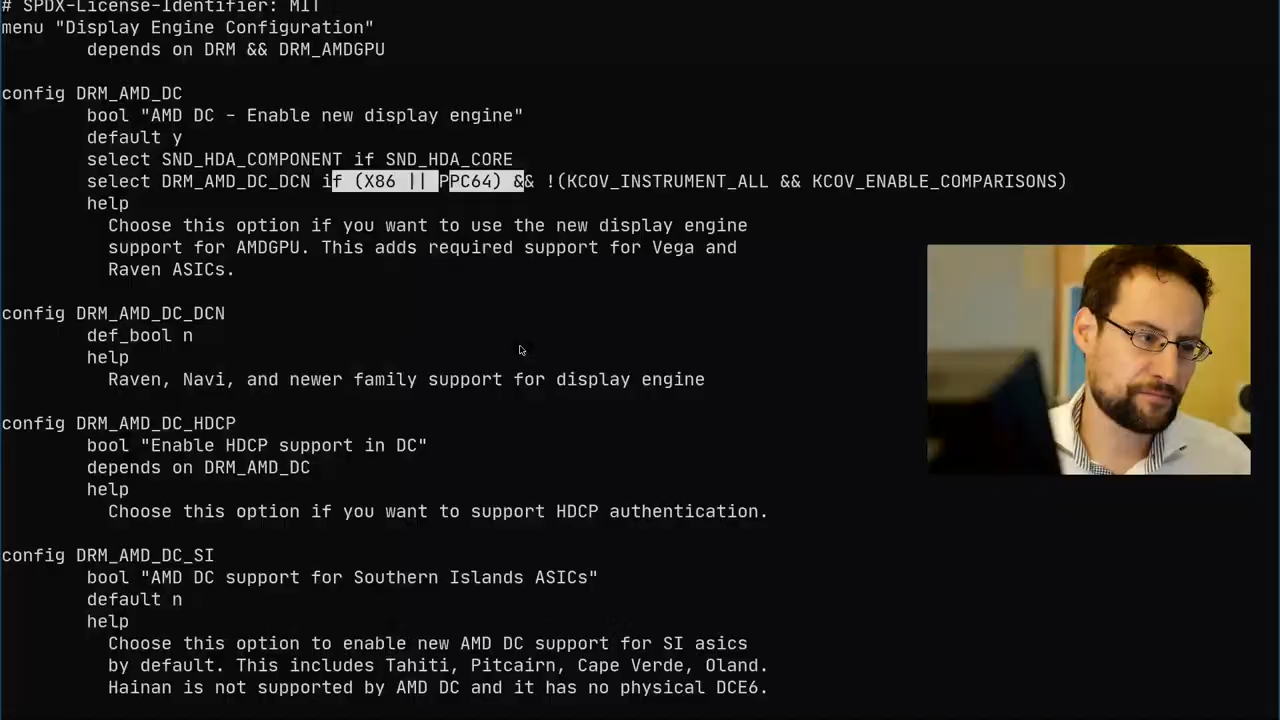 # SPDX-License-Identifier: MIT
menu "Display Engine Configuration"
depends on DRM && DRM_AMDGPU
config DRM_AMD_DC
bool "AMD DC - Enable new display engine"
default y
select SND_HDA_COMPONENT if SND_HDA_CORE
select DRM_AMD_DC_DCN if (X86 || PPC64) && !(KCOV_INSTRUMENT_ALL && KCOV_ENABLE_COMPARISONS)
help
Choose this option if you want to use the new display engine
support for AMDGPU. This adds required support for Vega and
Raven ASICs.
config DRM_AMD_DC_DCN
def_bool n
help
Raven, Navi, and newer family support for display engine
config DRM_AMD_DC_HDCP
bool "Enable HDCP support in DC"
depends on DRM_AMD_DC
help
Choose this option if you want to support HDCP authentication.
config DRM_AMD_DC_SI
bool "AMD DC support for Southern Islands ASICs"
default n
help
Choose this option to enable new AMD DC support for SI asics
by default. This includes Tahiti, Pitcairn, Cape Verde, Oland.
Hainan is not supported by AMD DC and it has no physical DCE6.